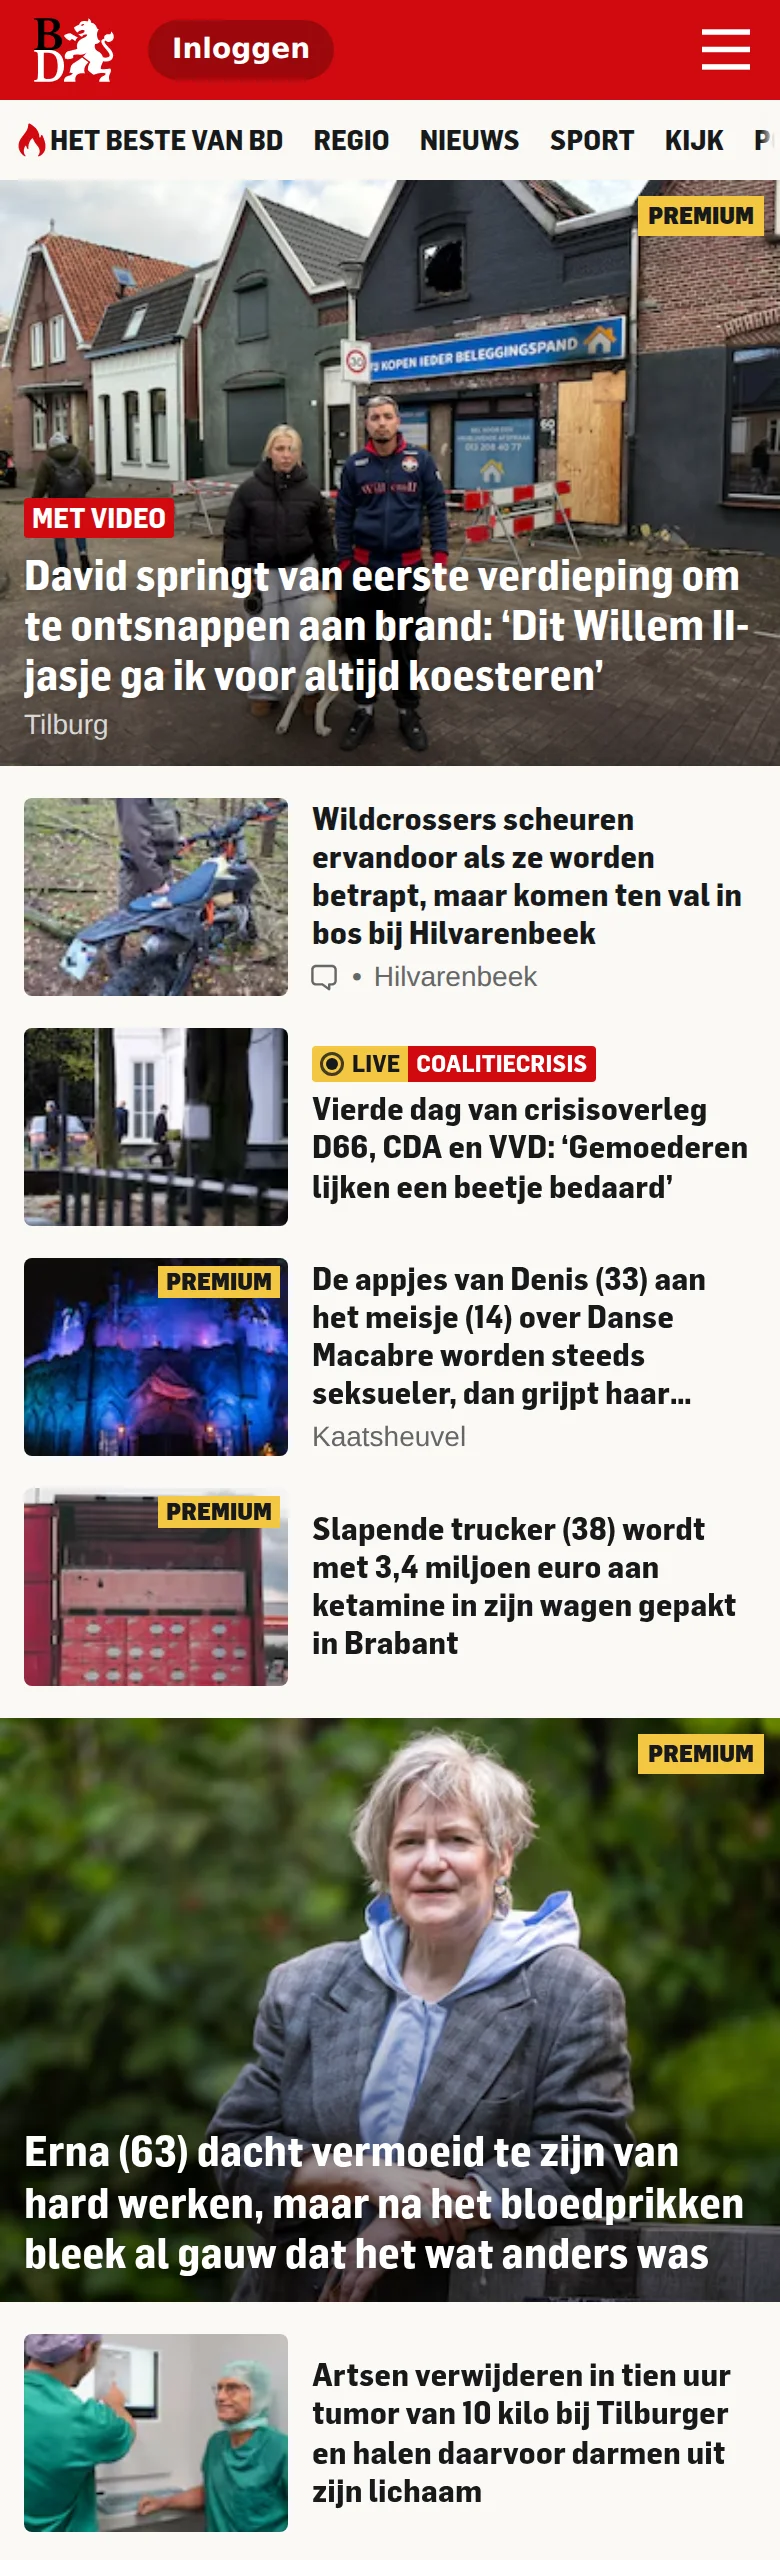 BD
Inloggen
HET BESTE VAN BD REGIO NIEUWS SPORT KIJK
PREMIUM
KOPEN IEDER BELEGGINGSPAND
30
013 208 40 77
Willem II
MET VIDEO
David springt van eerste verdieping om
te ontsnappen aan brand: ‘Dit Willem II-
jasje ga ik voor altijd koesteren’
Tilburg
Wildcrossers scheuren
ervandoor als ze worden
betrapt, maar komen ten val in
bos bij Hilvarenbeek
• Hilvarenbeek
LIVE COALITIECRISIS
Vierde dag van crisisoverleg
D66, CDA en VVD: ‘Gemoederen
lijken een beetje bedaard’
PREMIUM
De appjes van Denis (33) aan
het meisje (14) over Danse
Macabre worden steeds
seksueler, dan grijpt haar...
Kaatsheuvel
PREMIUM
Slapende trucker (38) wordt
met 3,4 miljoen euro aan
ketamine in zijn wagen gepakt
in Brabant
PREMIUM
Erna (63) dacht vermoeid te zijn van
hard werken, maar na het bloedprikken
bleek al gauw dat het wat anders was
Artsen verwijderen in tien uur
tumor van 10 kilo bij Tilburger
en halen daarvoor darmen uit
zijn lichaam